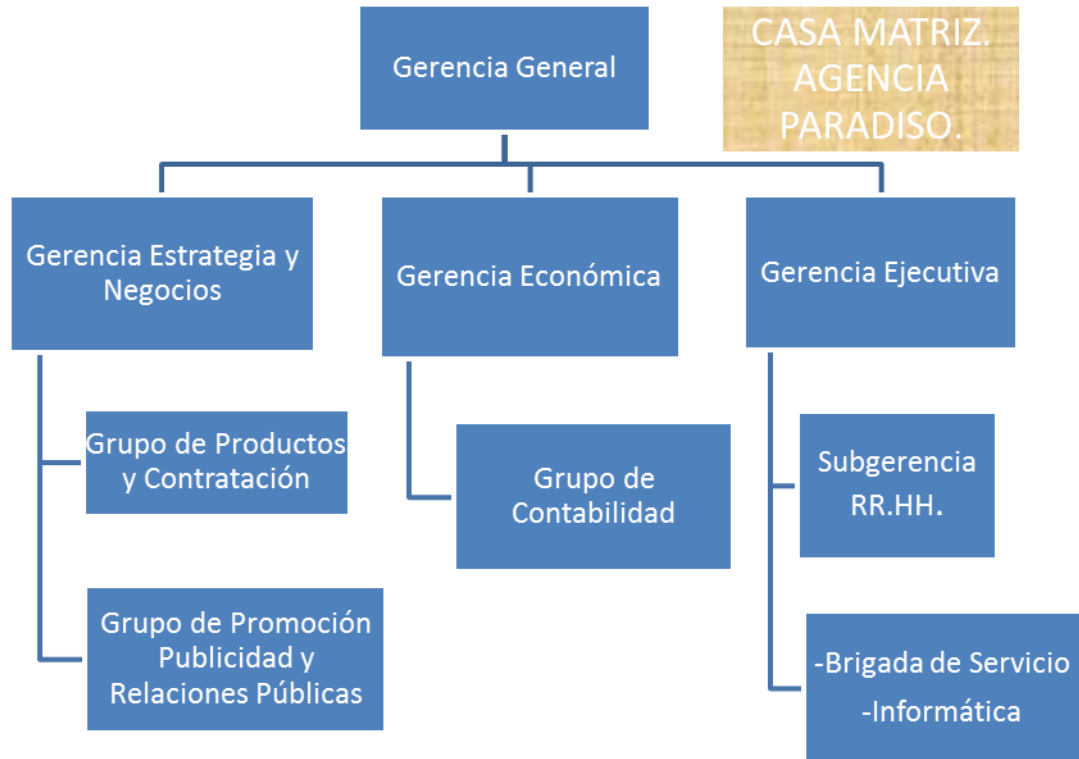 Gerencia General
CASA MATRIZ.
AGENCIA
PARADISO.
Gerencia Estrategia y
Negocios
Gerencia Económica
Gerencia Ejecutiva
Grupo de Productos
y Contratación
Grupo de
Contabilidad
Subgerencia
RR.HH.
Grupo de Promoción
Publicidad y
Relaciones Públicas
-Brigada de Servicio
-Informática